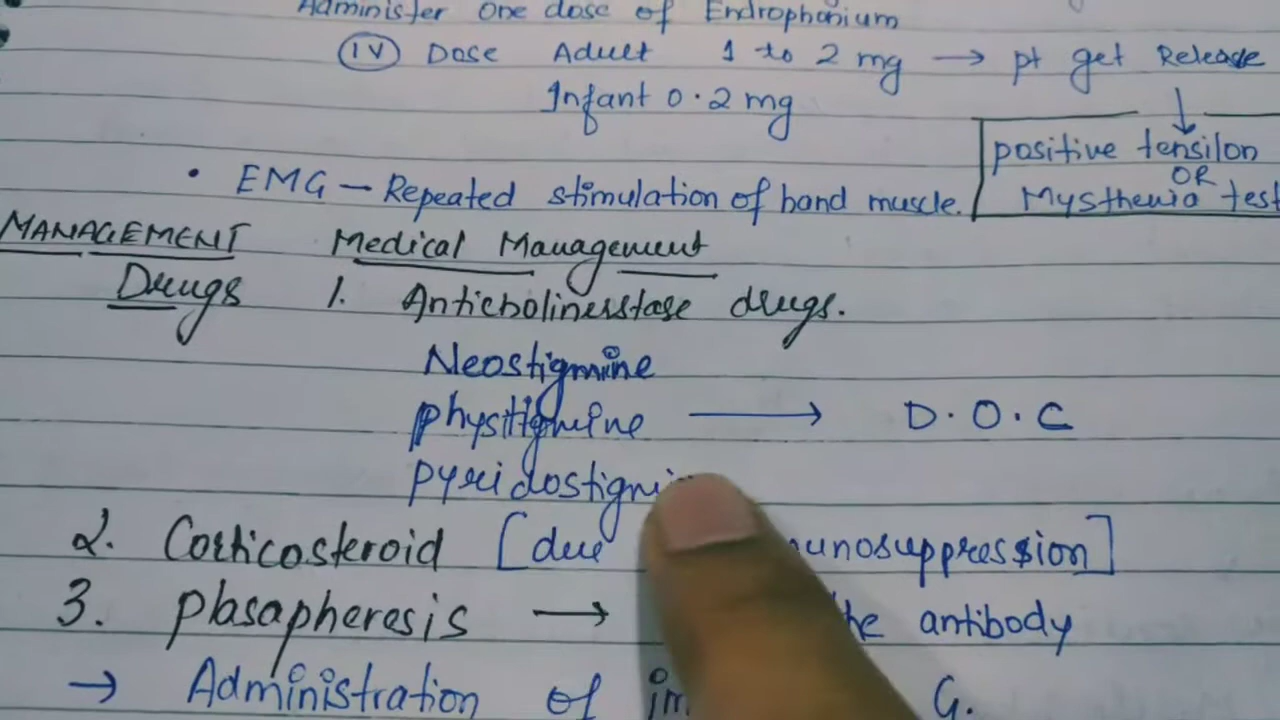 Administer one dose of Endrophonium
IV Dose Adult 1 to 2 mg → pt get Release
Infant 0.2 mg
↓
positive tensilon
OR
Mysthenia test
• EMG — Repeated stimulation of hand muscle.
MANAGEMENT Medical Management
Drugs 1. Anticholinesstase drugs.
Neostigmine
→ D.O.C
2. Corticosteroid [due
3. plasapheresis → antibody
→ Administration of G.